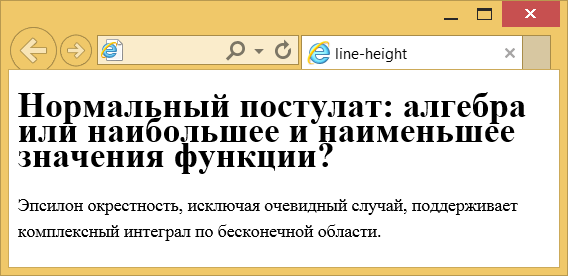 line-height
Нормальный постулат: алгебра
или наибольшее и наименьшее
значения функции?
Эпсилон окрестность, исключая очевидный случай, поддерживает
комплексный интеграл по бесконечной области.